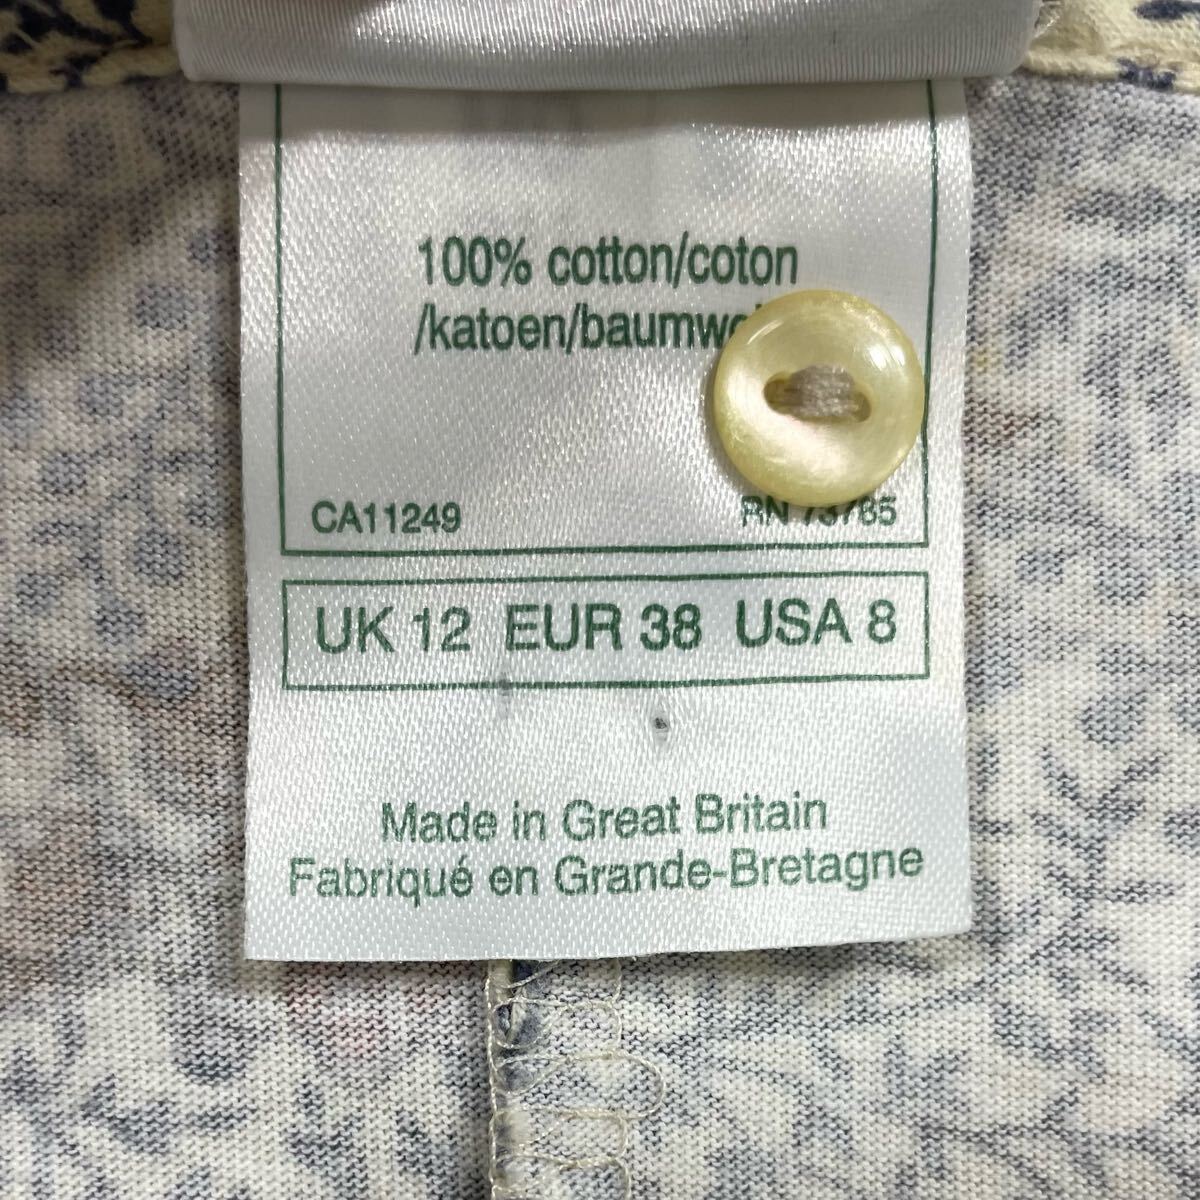 100% cotton/coton
/katoen/
CA11249 RN
UK 12 EUR 38 USA 8
Made in Great Britain
Fabriqué en Grande-Bretagne